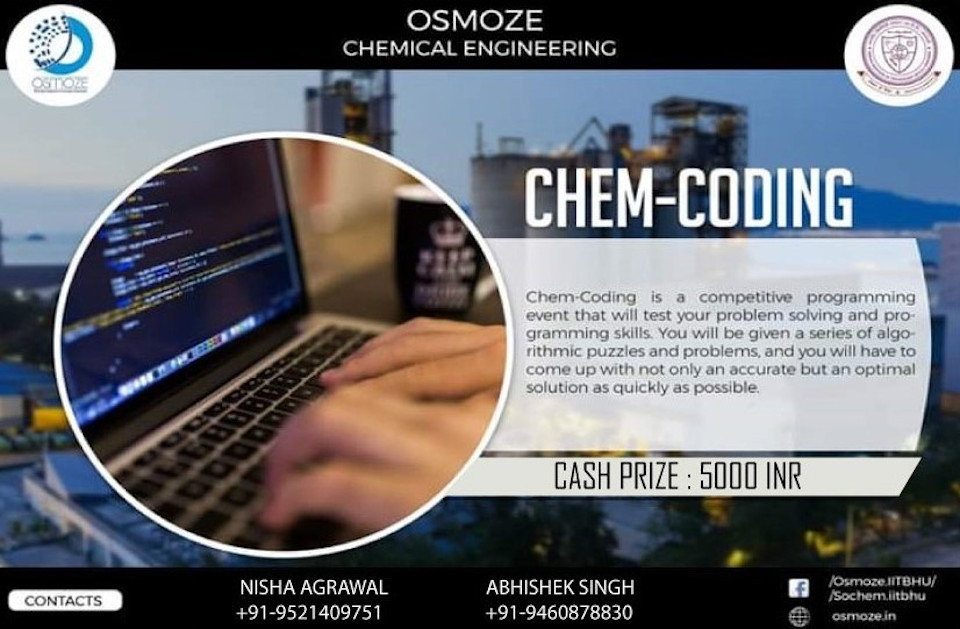 OSMOZE
CHEMICAL ENGINEERING
OSMOZE
CHEM-CODING
Chem-Coding is a competitive programming
event that will test your problem solving and pro-
gramming skills. You will be given a series of algo-
rithmic puzzles and problems, and you will have to
come up with not only an accurate but an optimal
solution as quickly as possible.
CASH PRIZE : 5000 INR
CONTACTS
NISHA AGRAWAL
+91-9521409751
ABHISHEK SINGH
+91-9460878830
/Osmoze.IITBHU/
/Sochem.iitbhu
osmoze.in